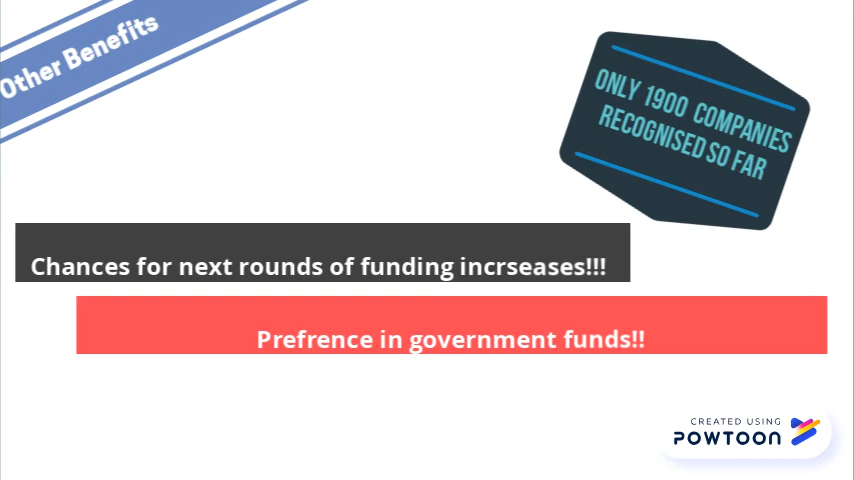 Other Benefits
ONLY 1900 COMPANIES
RECOGNISED SO FAR
Chances for next rounds of funding incrseases!!!
Prefrence in government funds!!
CREATED USING
POWTOON